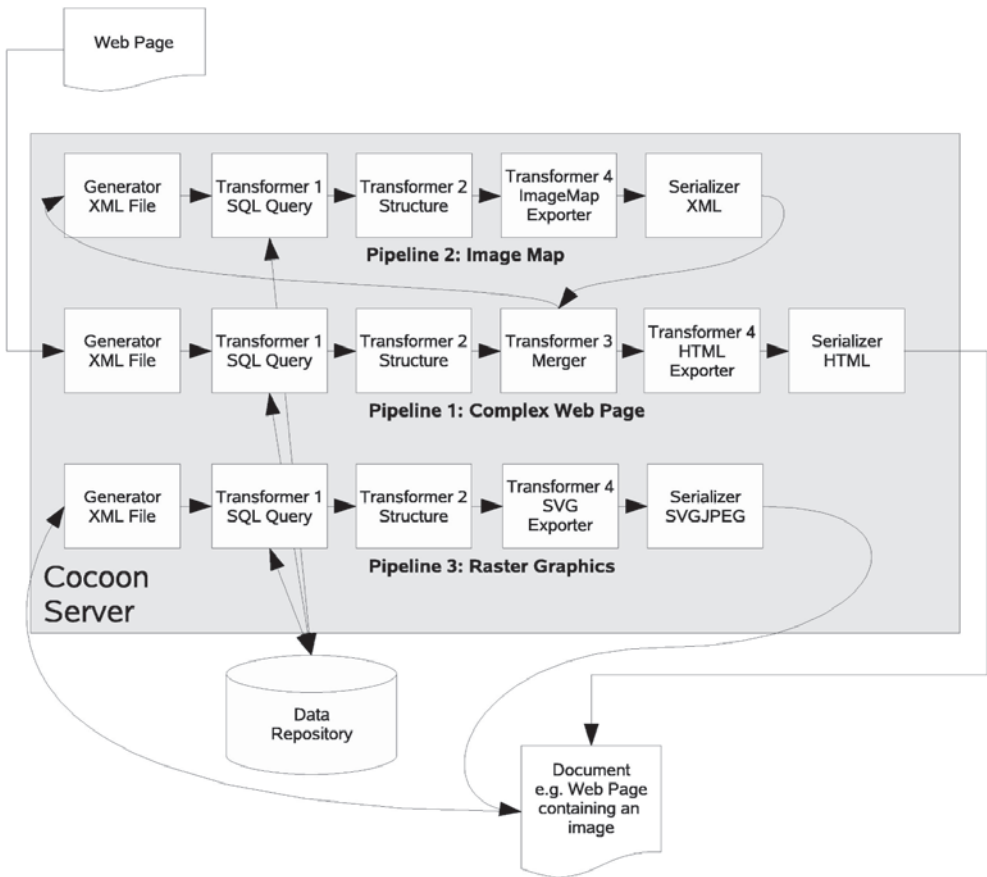 Web Page
Generator
XML File
Transformer 1
SQL Query
Transformer 2
Structure
Transformer 4
ImageMap
Exporter
Serializer
XML
Pipeline 2: Image Map
Generator
XML File
Transformer 1
SQL Query
Transformer 2
Structure
Transformer 3
Merger
Transformer 4
HTML
Exporter
Serializer
HTML
Pipeline 1: Complex Web Page
Generator
XML File
Transformer 1
SQL Query
Transformer 2
Structure
Transformer 4
SVG
Exporter
Serializer
SVGJPEG
Pipeline 3: Raster Graphics
Cocoon
Server
Data
Repository
Document
e.g. Web Page
containing an
image